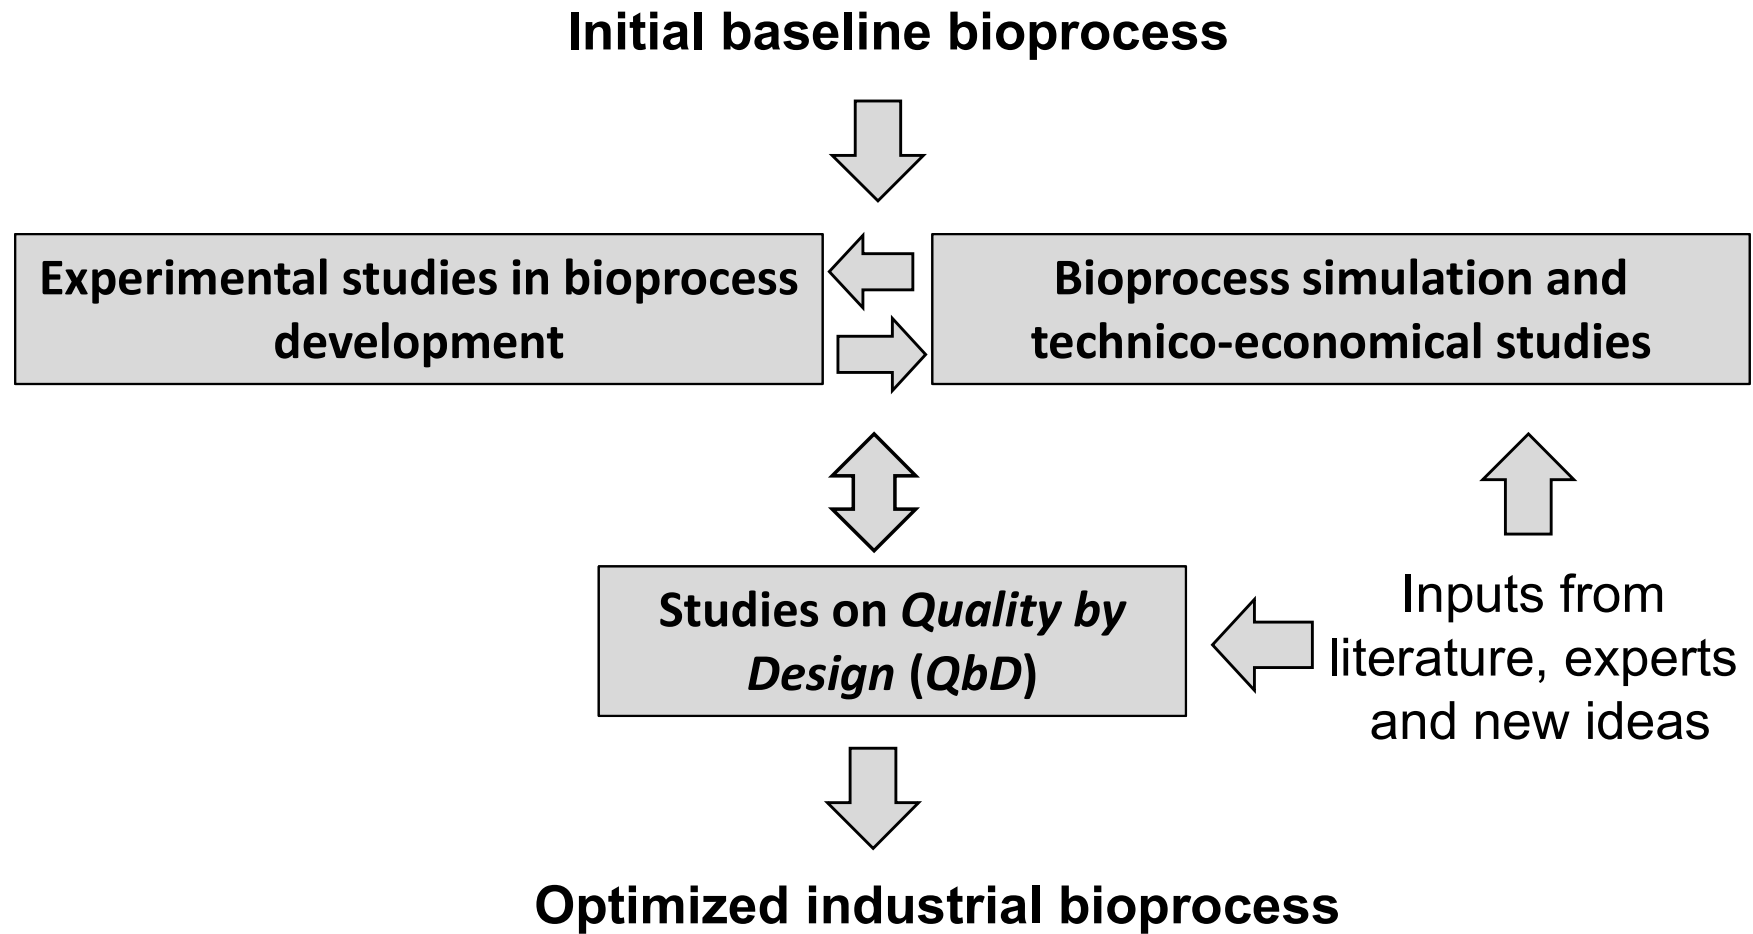 Initial baseline bioprocess
Experimental studies in bioprocess
development
Bioprocess simulation and
technico-economical studies
Studies on Quality by
Design (QbD)
Inputs from
literature, experts
and new ideas
Optimized industrial bioprocess